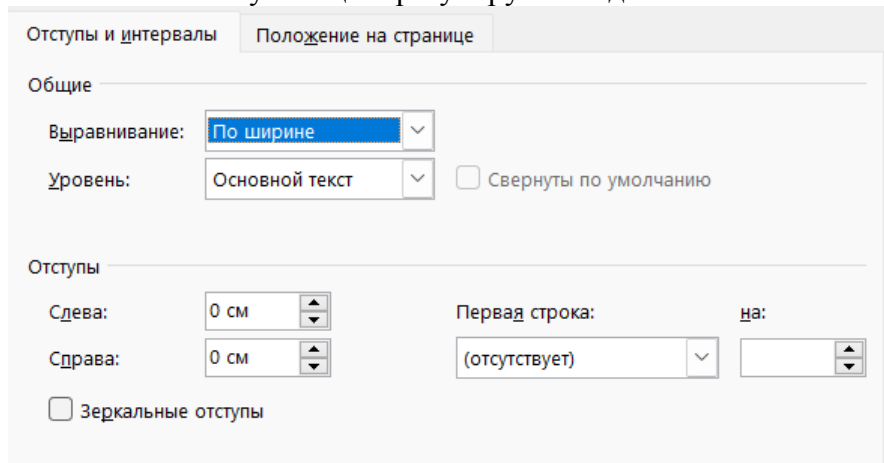 Отступы и интервалы Положение на странице
Общие
Выравнивание: По ширине
Уровень: Основной текст Свернуты по умолчанию
Отступы
Слева: 0 см Первая строка: на:
Справа: 0 см (отсутствует)
Зеркальные отступы